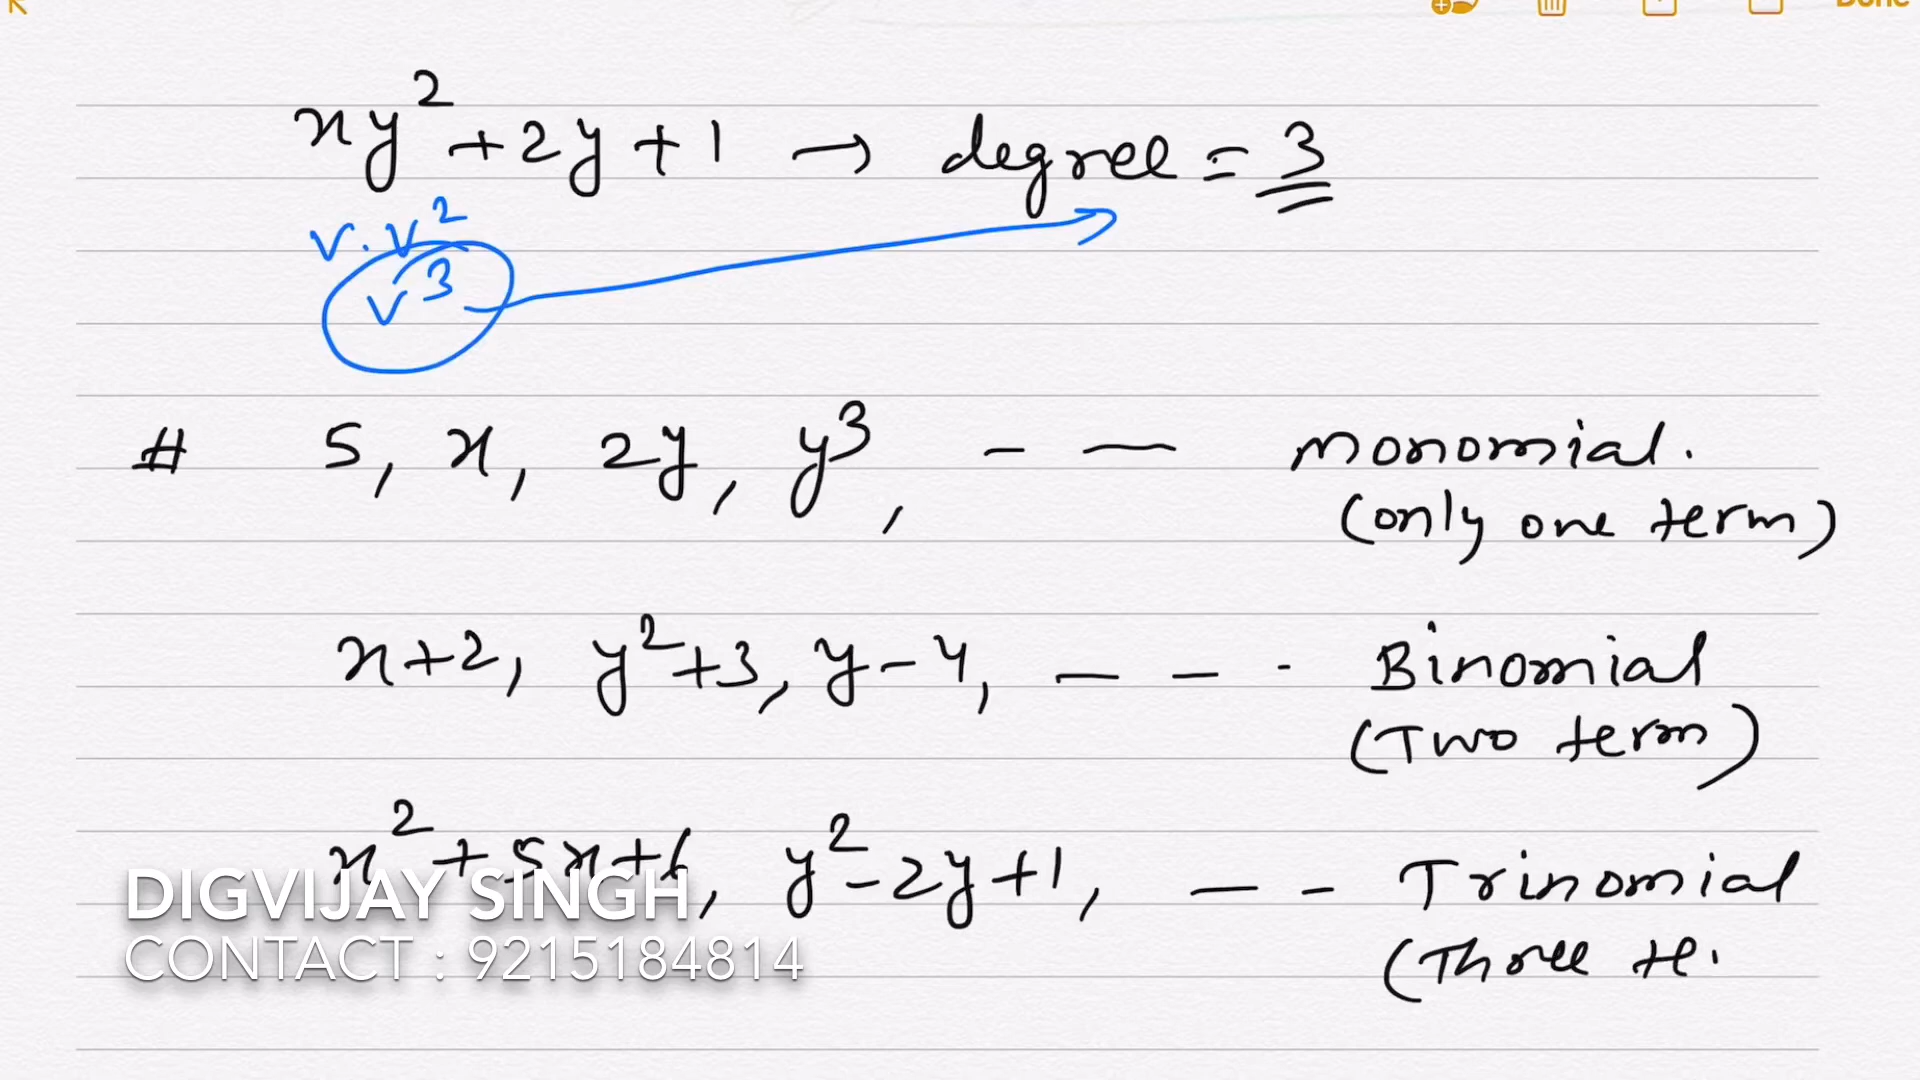 Done
xy² + 2y + 1 → degree = 3
v.v²
v³
# 5, x, 2y, y³, - — monomial.
(only one term)
x+2, y²+3, y-4, — - - Binomial
(Two term)
x² + 5x + 6, y² - 2y + 1, — - Trinomial
(Three te
DIGVIJAY SINGH
CONTACT : 9215184814